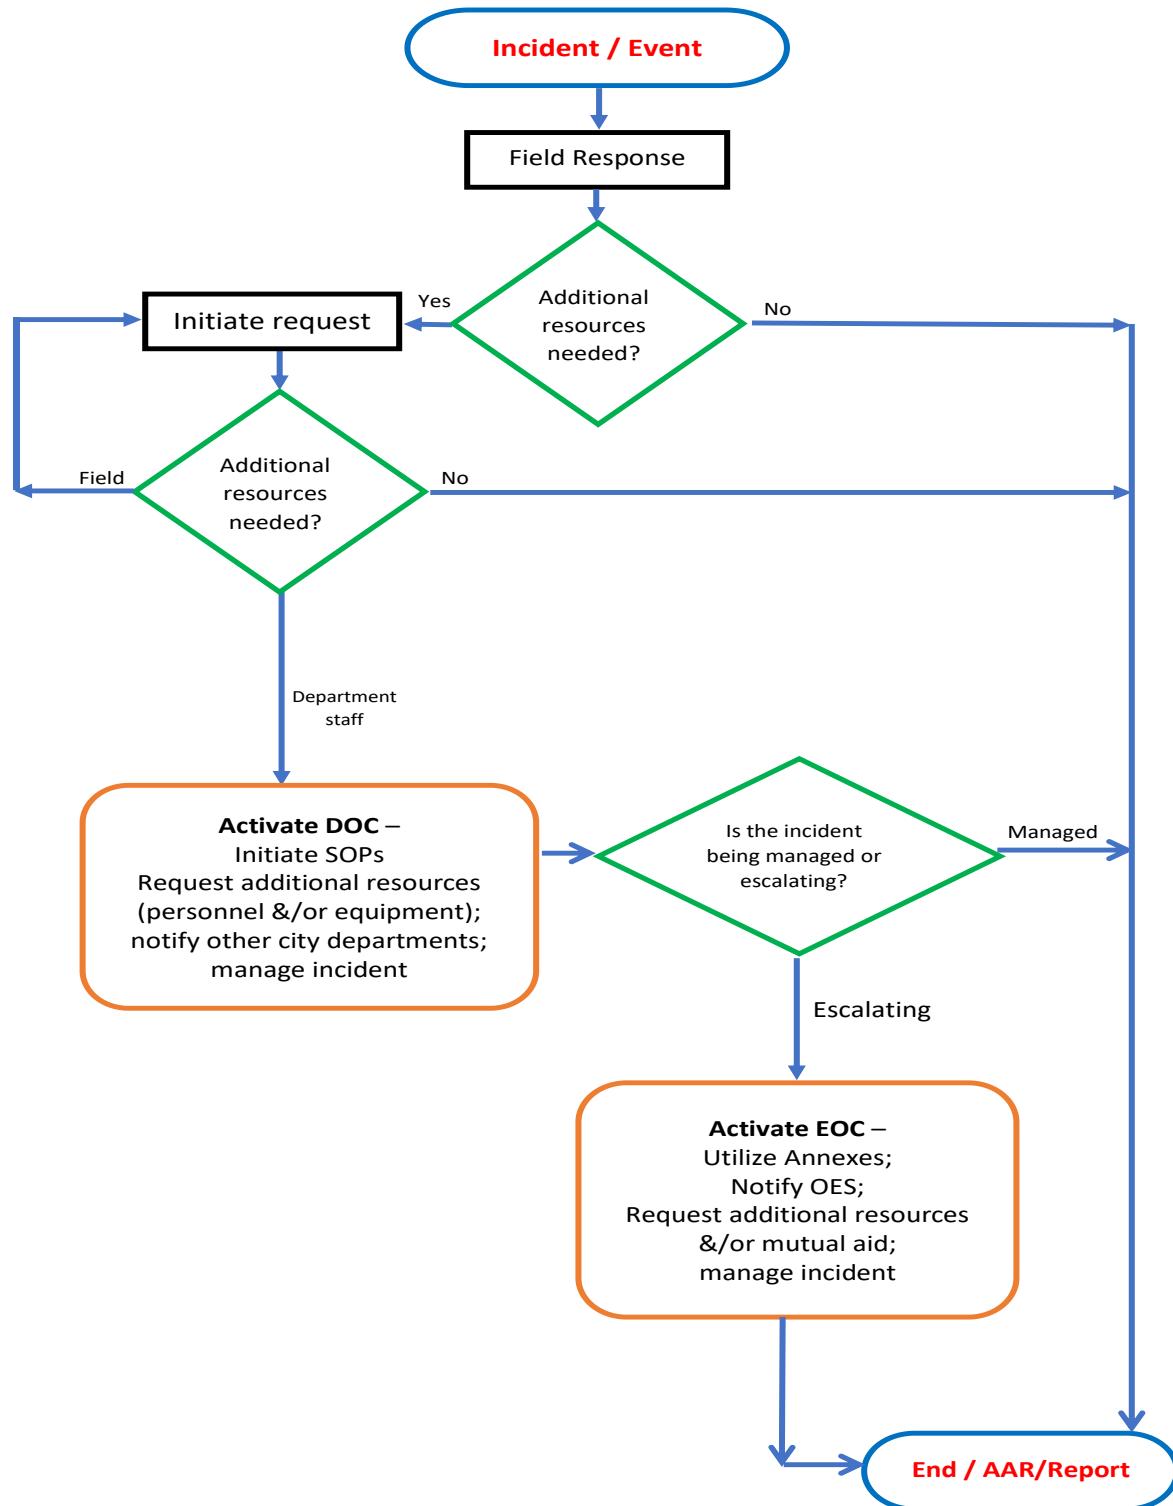 Incident / Event
Field Response
Additional
resources
needed?
Yes
No
Initiate request
Additional
resources
needed?
Field
No
Department
staff
Activate DOC –
Initiate SOPs
Request additional resources
(personnel &/or equipment);
notify other city departments;
manage incident
Is the incident
being managed or
escalating?
Managed
Escalating
Activate EOC –
Utilize Annexes;
Notify OES;
Request additional resources
&/or mutual aid;
manage incident
End / AAR/Report